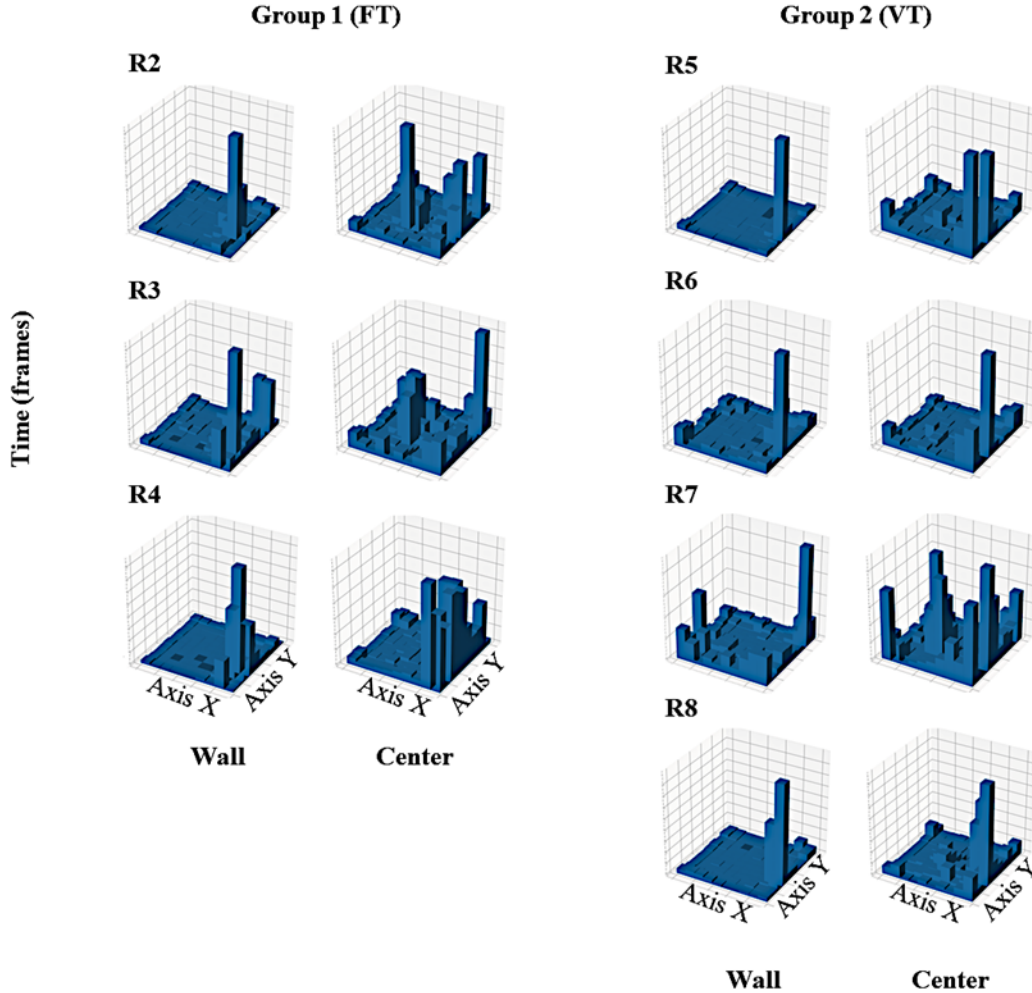 Group 1 (FT)
Group 2 (VT)
R2
R5
R3
R6
Time (frames)
R4
R7
Axis X
Axis Y
Axis X
Axis Y
Wall
Center
R8
Axis X
Axis Y
Axis X
Axis Y
Wall
Center